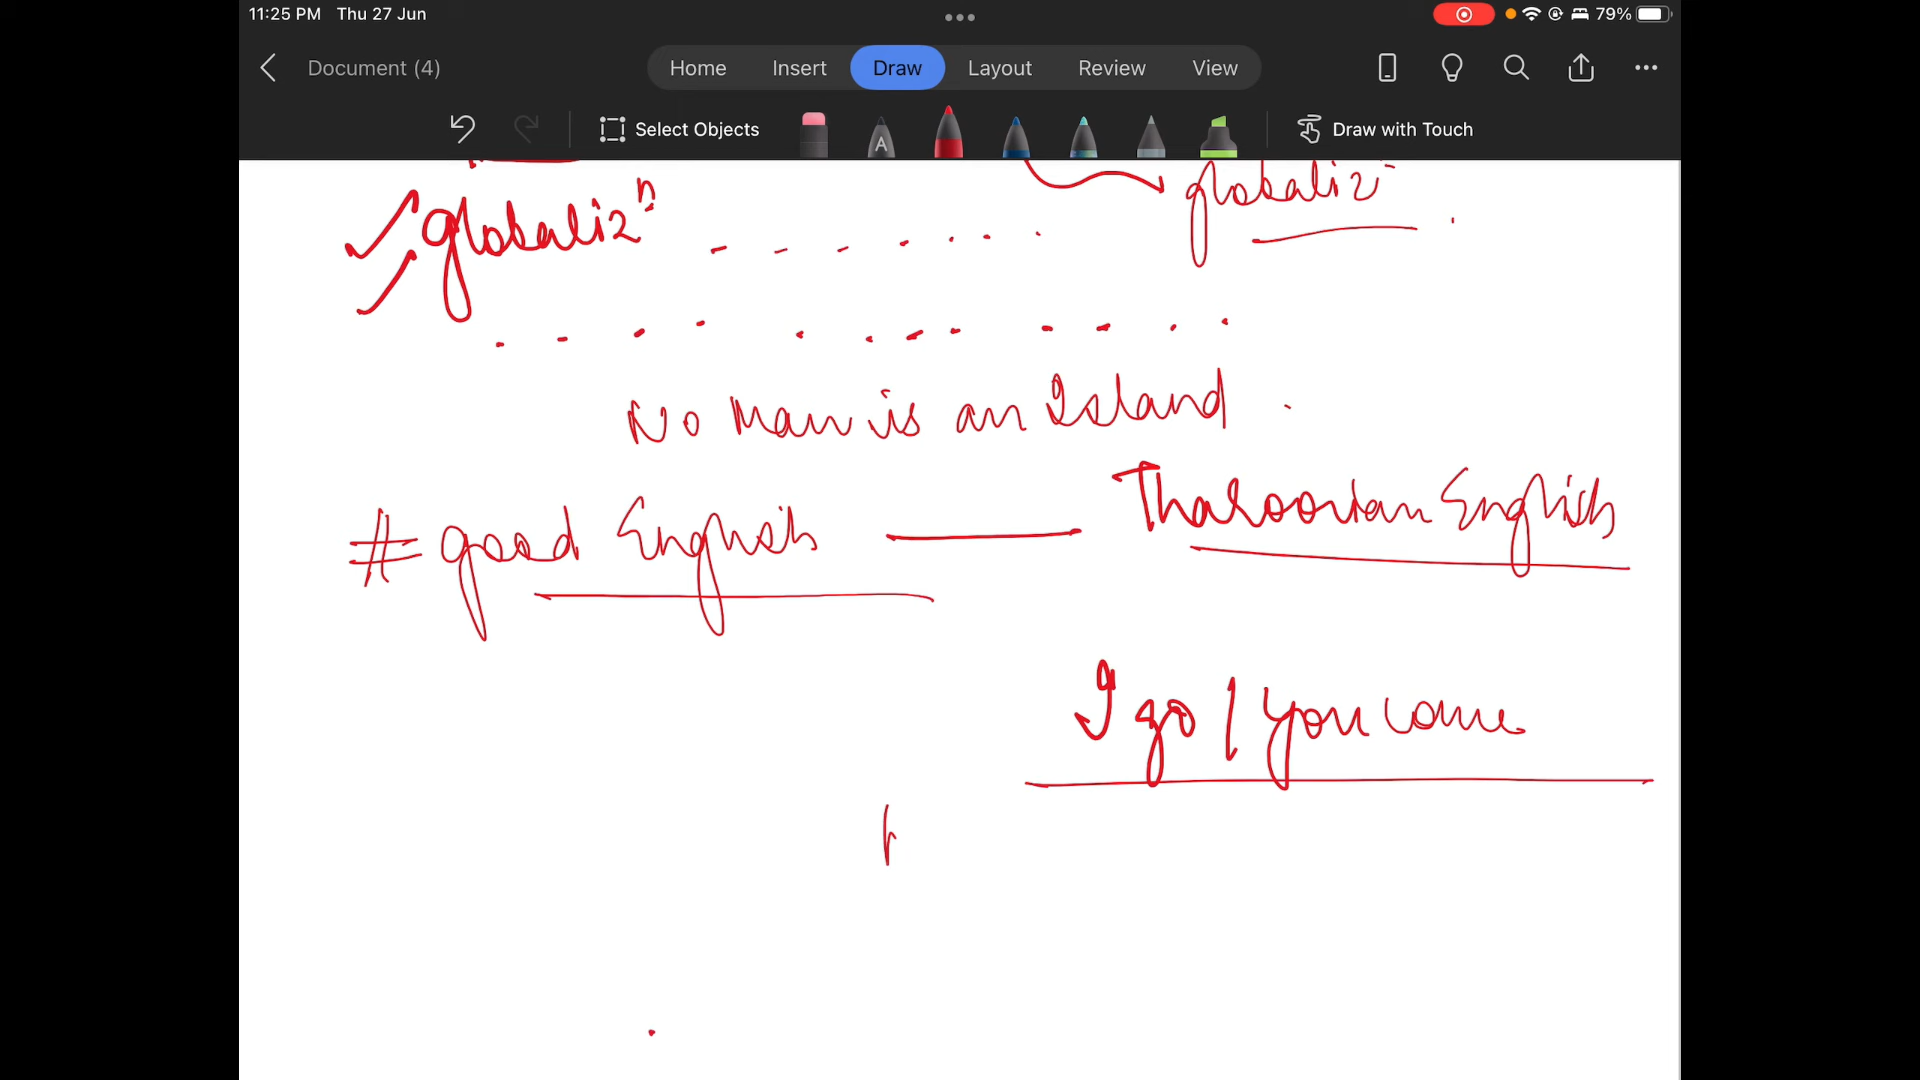 11:25 PM Thu 27 Jun
79%
Document (4)
Home Insert Draw Layout Review View
Select Objects
A
Draw with Touch
globaliz
globalizⁿ
No Man is an Island.
# good English — Tharoorian English
I go / you come